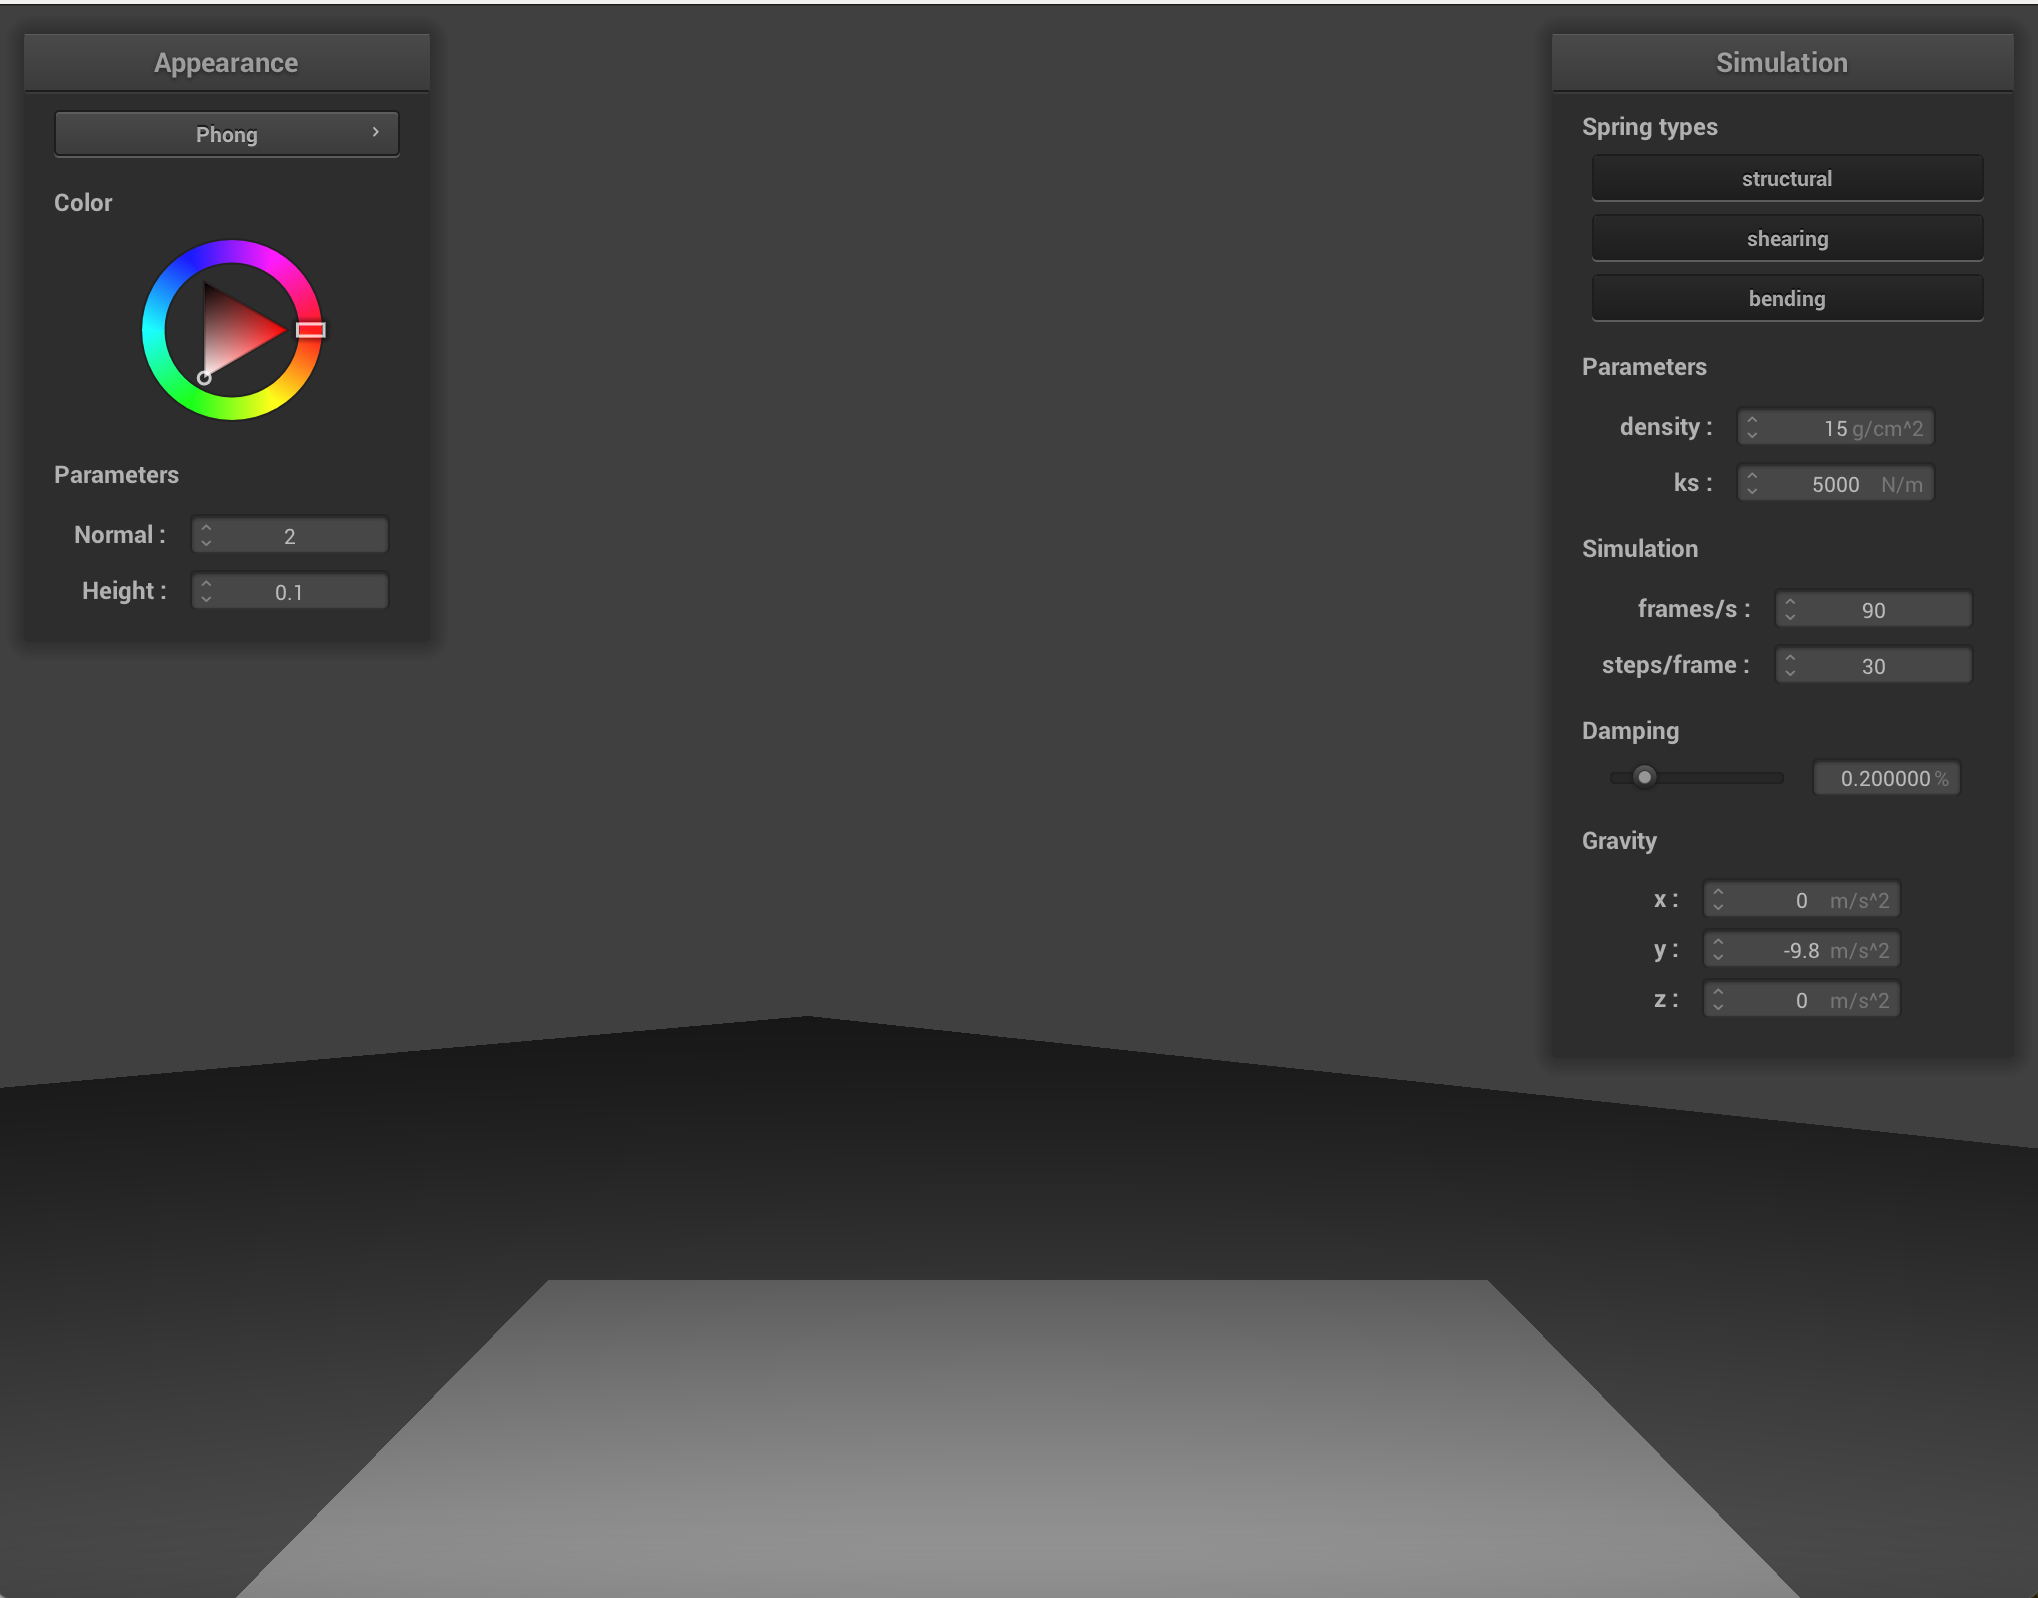 Appearance
Phong
Color
Parameters
Normal :
2
Height :
0.1
Simulation
Spring types
structural
shearing
bending
Parameters
density : 15 g/cm^2
ks : 5000 N/m
Simulation
frames/s : 90
steps/frame : 30
Damping
0.200000 %
Gravity
x : 0 m/s^2
y : -9.8 m/s^2
z : 0 m/s^2